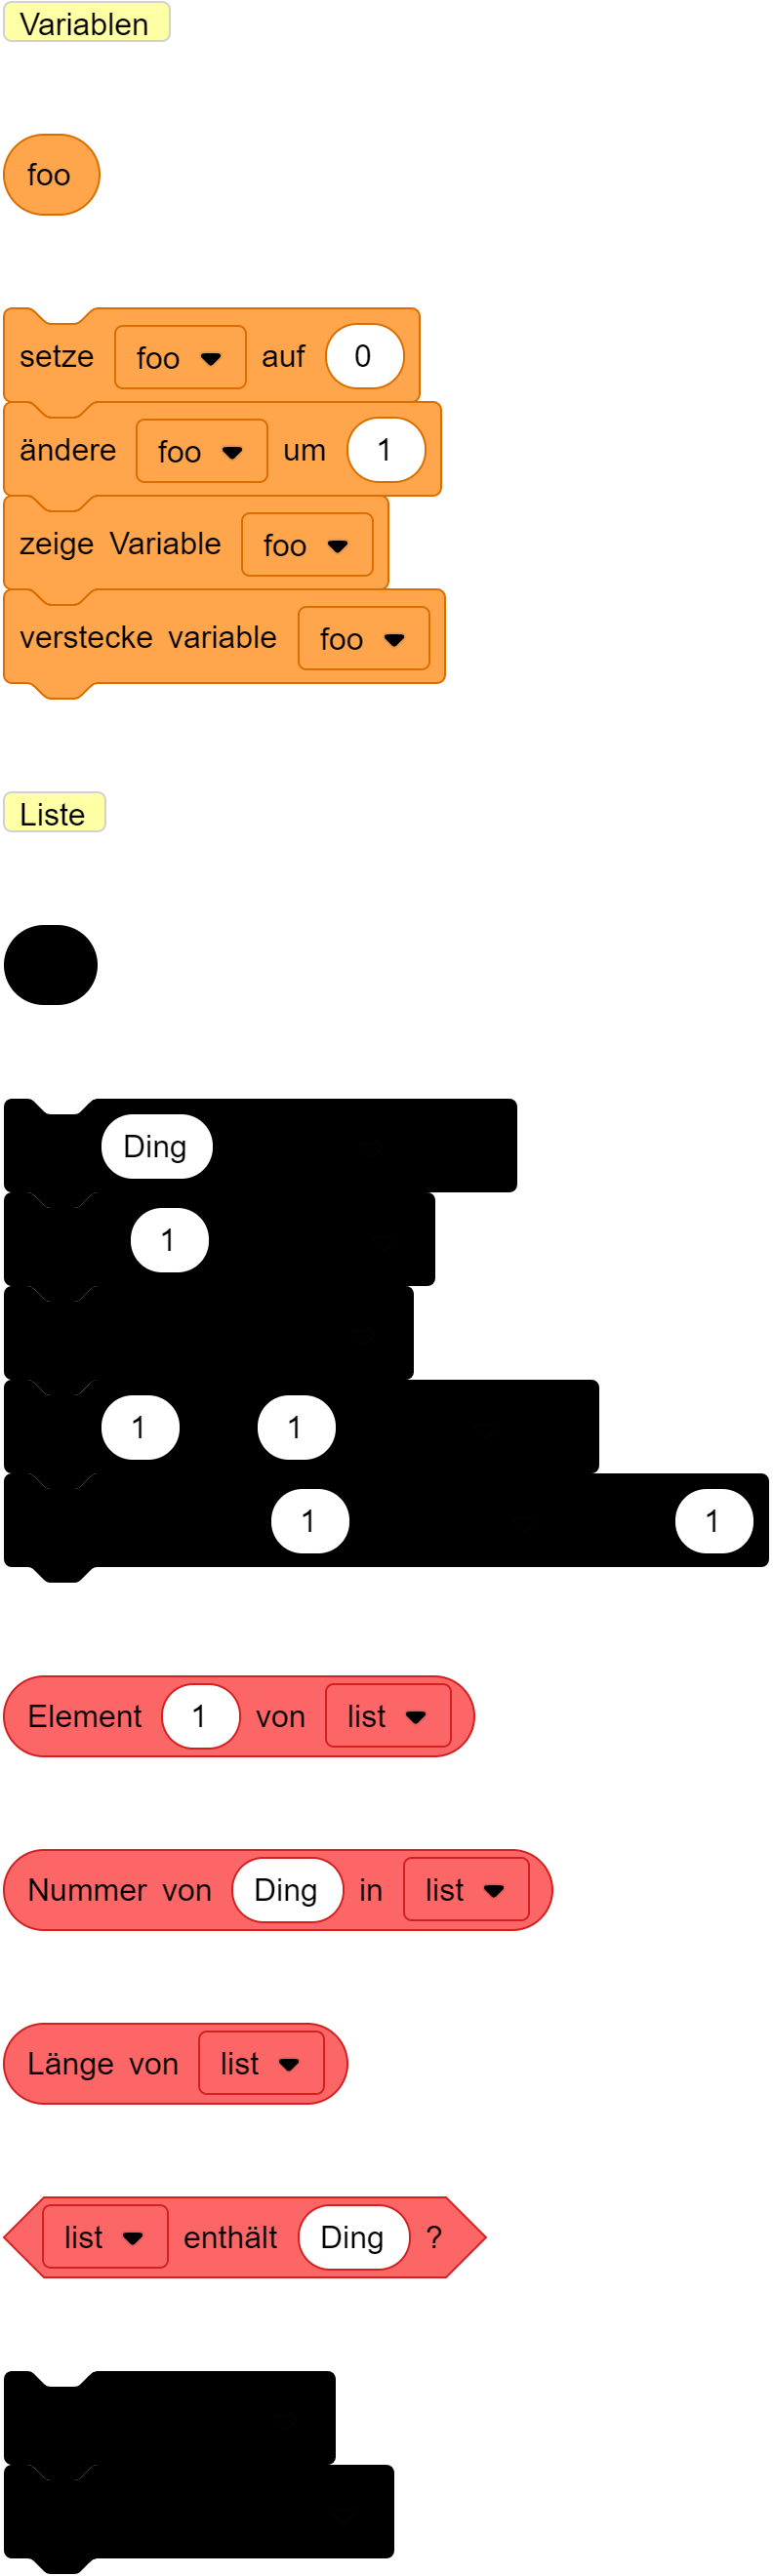 Variablen
foo
setze foo auf 0
ändere foo um 1
zeige Variable foo
verstecke variable foo
Liste
Ding
1
1 1
1 1
Element 1 von list
Nummer von Ding in list
Länge von list
list enthält Ding ?